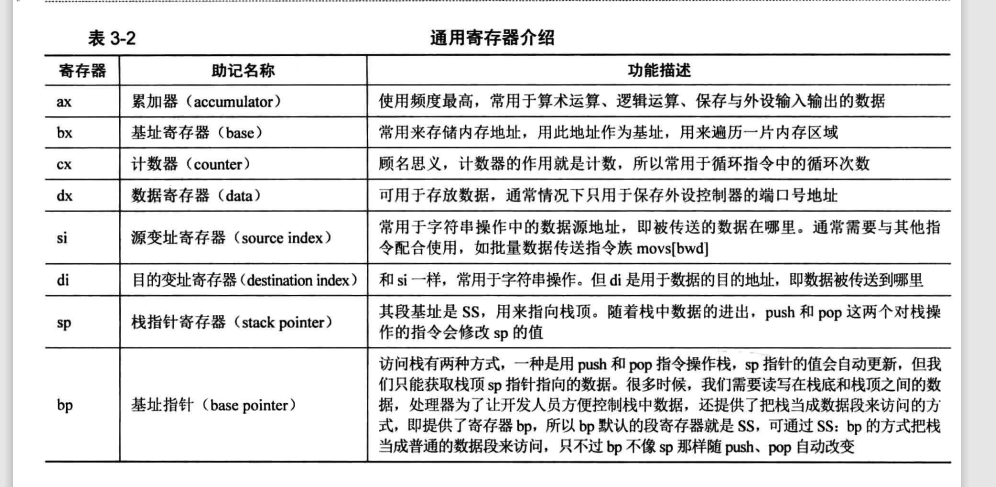 表 3-2 通用寄存器介绍
寄存器 助记名称 功能描述
ax 累加器（accumulator） 使用频度最高，常用于算术运算、逻辑运算、保存与外设输入输出的数据
bx 基址寄存器（base） 常用来存储内存地址，用此地址作为基址，用来遍历一片内存区域
cx 计数器（counter） 顾名思义，计数器的作用就是计数，所以常用于循环指令中的循环次数
dx 数据寄存器（data） 可用于存放数据，通常情况下只用于保存外设控制器的端口号地址
si 源变址寄存器（source index） 常用于字符串操作中的数据源地址，即被传送的数据在哪里。通常需要与其他指
令配合使用，如批量数据传送指令族 movs[bwd]
di 目的变址寄存器（destination index） 和 si 一样，常用于字符串操作。但 di 是用于数据的目的地址，即数据被传送到哪里
sp 栈指针寄存器（stack pointer） 其段基址是 SS，用来指向栈顶。随着栈中数据的进出，push 和 pop 这两个对栈操
作的指令会修改 sp 的值
bp 基址指针（base pointer） 访问栈有两种方式，一种是用 push 和 pop 指令操作栈，sp 指针的值会自动更新，但我
们只能获取栈顶 sp 指针指向的数据。很多时候，我们需要读写在栈底和栈顶之间的数
据，处理器为了让开发人员方便控制栈中数据，还提供了把栈当成数据段来访问的方
式，即提供了寄存器 bp，所以 bp 默认的段寄存器就是 SS，可通过 SS：bp 的方式把栈
当成普通的数据段来访问，只不过 bp 不像 sp 那样随 push、pop 自动改变